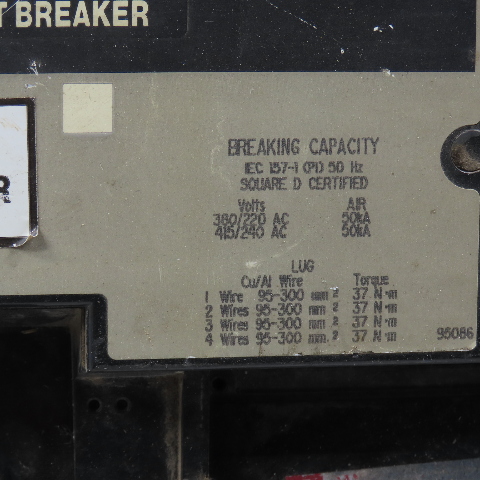 T BREAKER
R
BREAKING CAPACITY
IEC 157-1 (P1) 50 Hz
SQUARE D CERTIFIED
Volts AIR
380/220 AC 50kA
415/240 AC 50kA
LUG
Cu/Al Wire Torque
1 Wire 95-300 mm² 37 N·m
2 Wires 95-300 mm² 37 N·m
3 Wires 95-300 mm² 37 N·m
4 Wires 95-300 mm² 37 N·m
95086